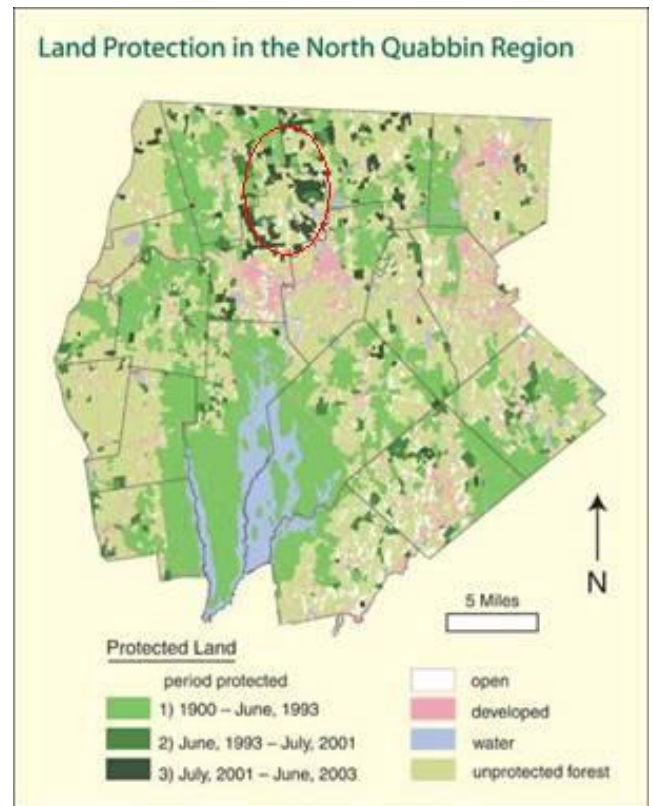 Land Protection in the North Quabbin Region
N
5 Miles
Protected Land
period protected
1) 1900 – June, 1993
2) June, 1993 – July, 2001
3) July, 2001 – June, 2003
open
developed
water
unprotected forest